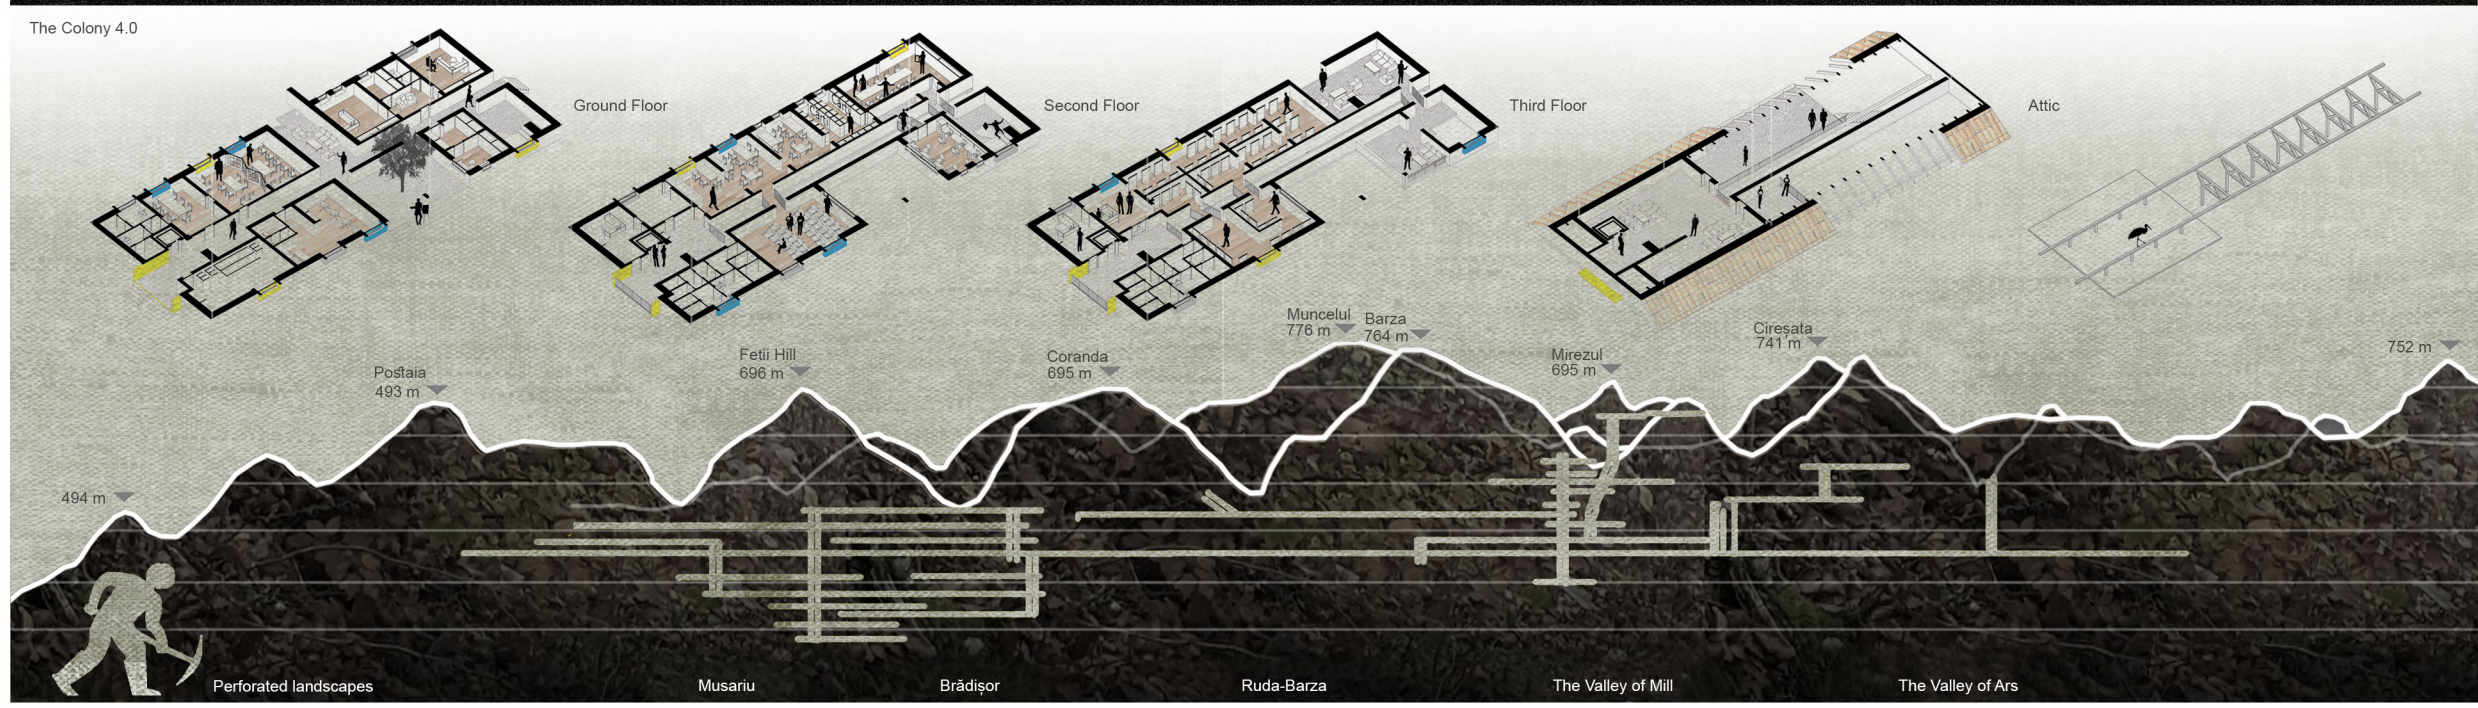 The Colony 4.0
Ground Floor
Second Floor
Third Floor
Attic
Muncelul
776 m
Barza
764 m
Cireșata
741 m
752 m
Fetii Hill
696 m
Coranda
695 m
Mirezul
695 m
Postaia
493 m
494 m
Perforated landscapes
Musariu
Brădișor
Ruda-Barza
The Valley of Mill
The Valley of Ars